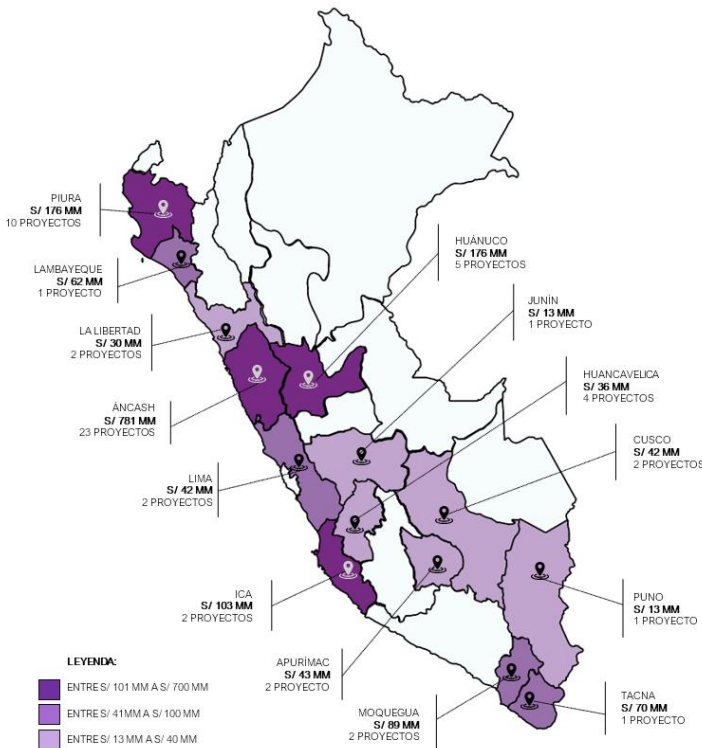 PIURA
S/ 176 MM
10 PROYECTOS
LAMBAYEQUE
S/ 62 MM
1 PROYECTO
LA LIBERTAD
S/ 30 MM
2 PROYECTOS
ÁNCASH
S/ 781 MM
23 PROYECTOS
LIMA
S/ 42 MM
2 PROYECTOS
ICA
S/ 103 MM
2 PROYECTOS
APURÍMAC
S/ 43 MM
2 PROYECTO
MOQUEGUA
S/ 89 MM
2 PROYECTOS
HUÁNUCO
S/ 176 MM
5 PROYECTOS
JUNÍN
S/ 13 MM
1 PROYECTO
HUANCAVELICA
S/ 36 MM
4 PROYECTOS
CUSCO
S/ 42 MM
2 PROYECTOS
PUNO
S/ 13 MM
1 PROYECTO
TACNA
S/ 70 MM
1 PROYECTO
LEYENDA:
ENTRE S/ 101 MM A S/ 700 MM
ENTRE S/ 41MM A S/ 100 MM
ENTRE S/ 13 MM A S/ 40 MM